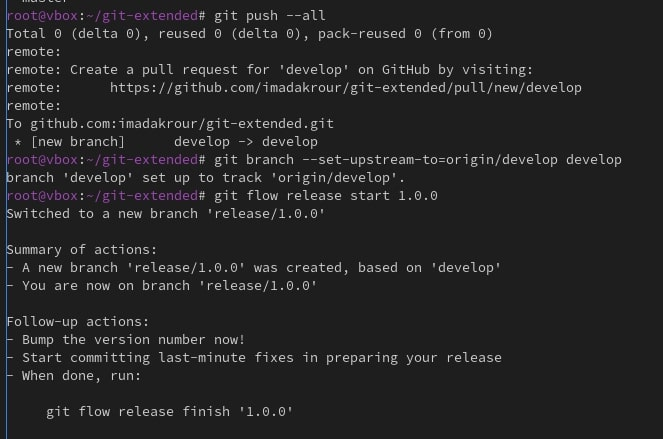 master
root@vbox:~/git-extended# git push --all
Total 0 (delta 0), reused 0 (delta 0), pack-reused 0 (from 0)
remote:
remote: Create a pull request for 'develop' on GitHub by visiting:
remote:      https://github.com/imadakrour/git-extended/pull/new/develop
remote:
To github.com:imadakrour/git-extended.git
 * [new branch]      develop -> develop
root@vbox:~/git-extended# git branch --set-upstream-to=origin/develop develop
branch 'develop' set up to track 'origin/develop'.
root@vbox:~/git-extended# git flow release start 1.0.0
Switched to a new branch 'release/1.0.0'

Summary of actions:
- A new branch 'release/1.0.0' was created, based on 'develop'
- You are now on branch 'release/1.0.0'

Follow-up actions:
- Bump the version number now!
- Start committing last-minute fixes in preparing your release
- When done, run:

     git flow release finish '1.0.0'